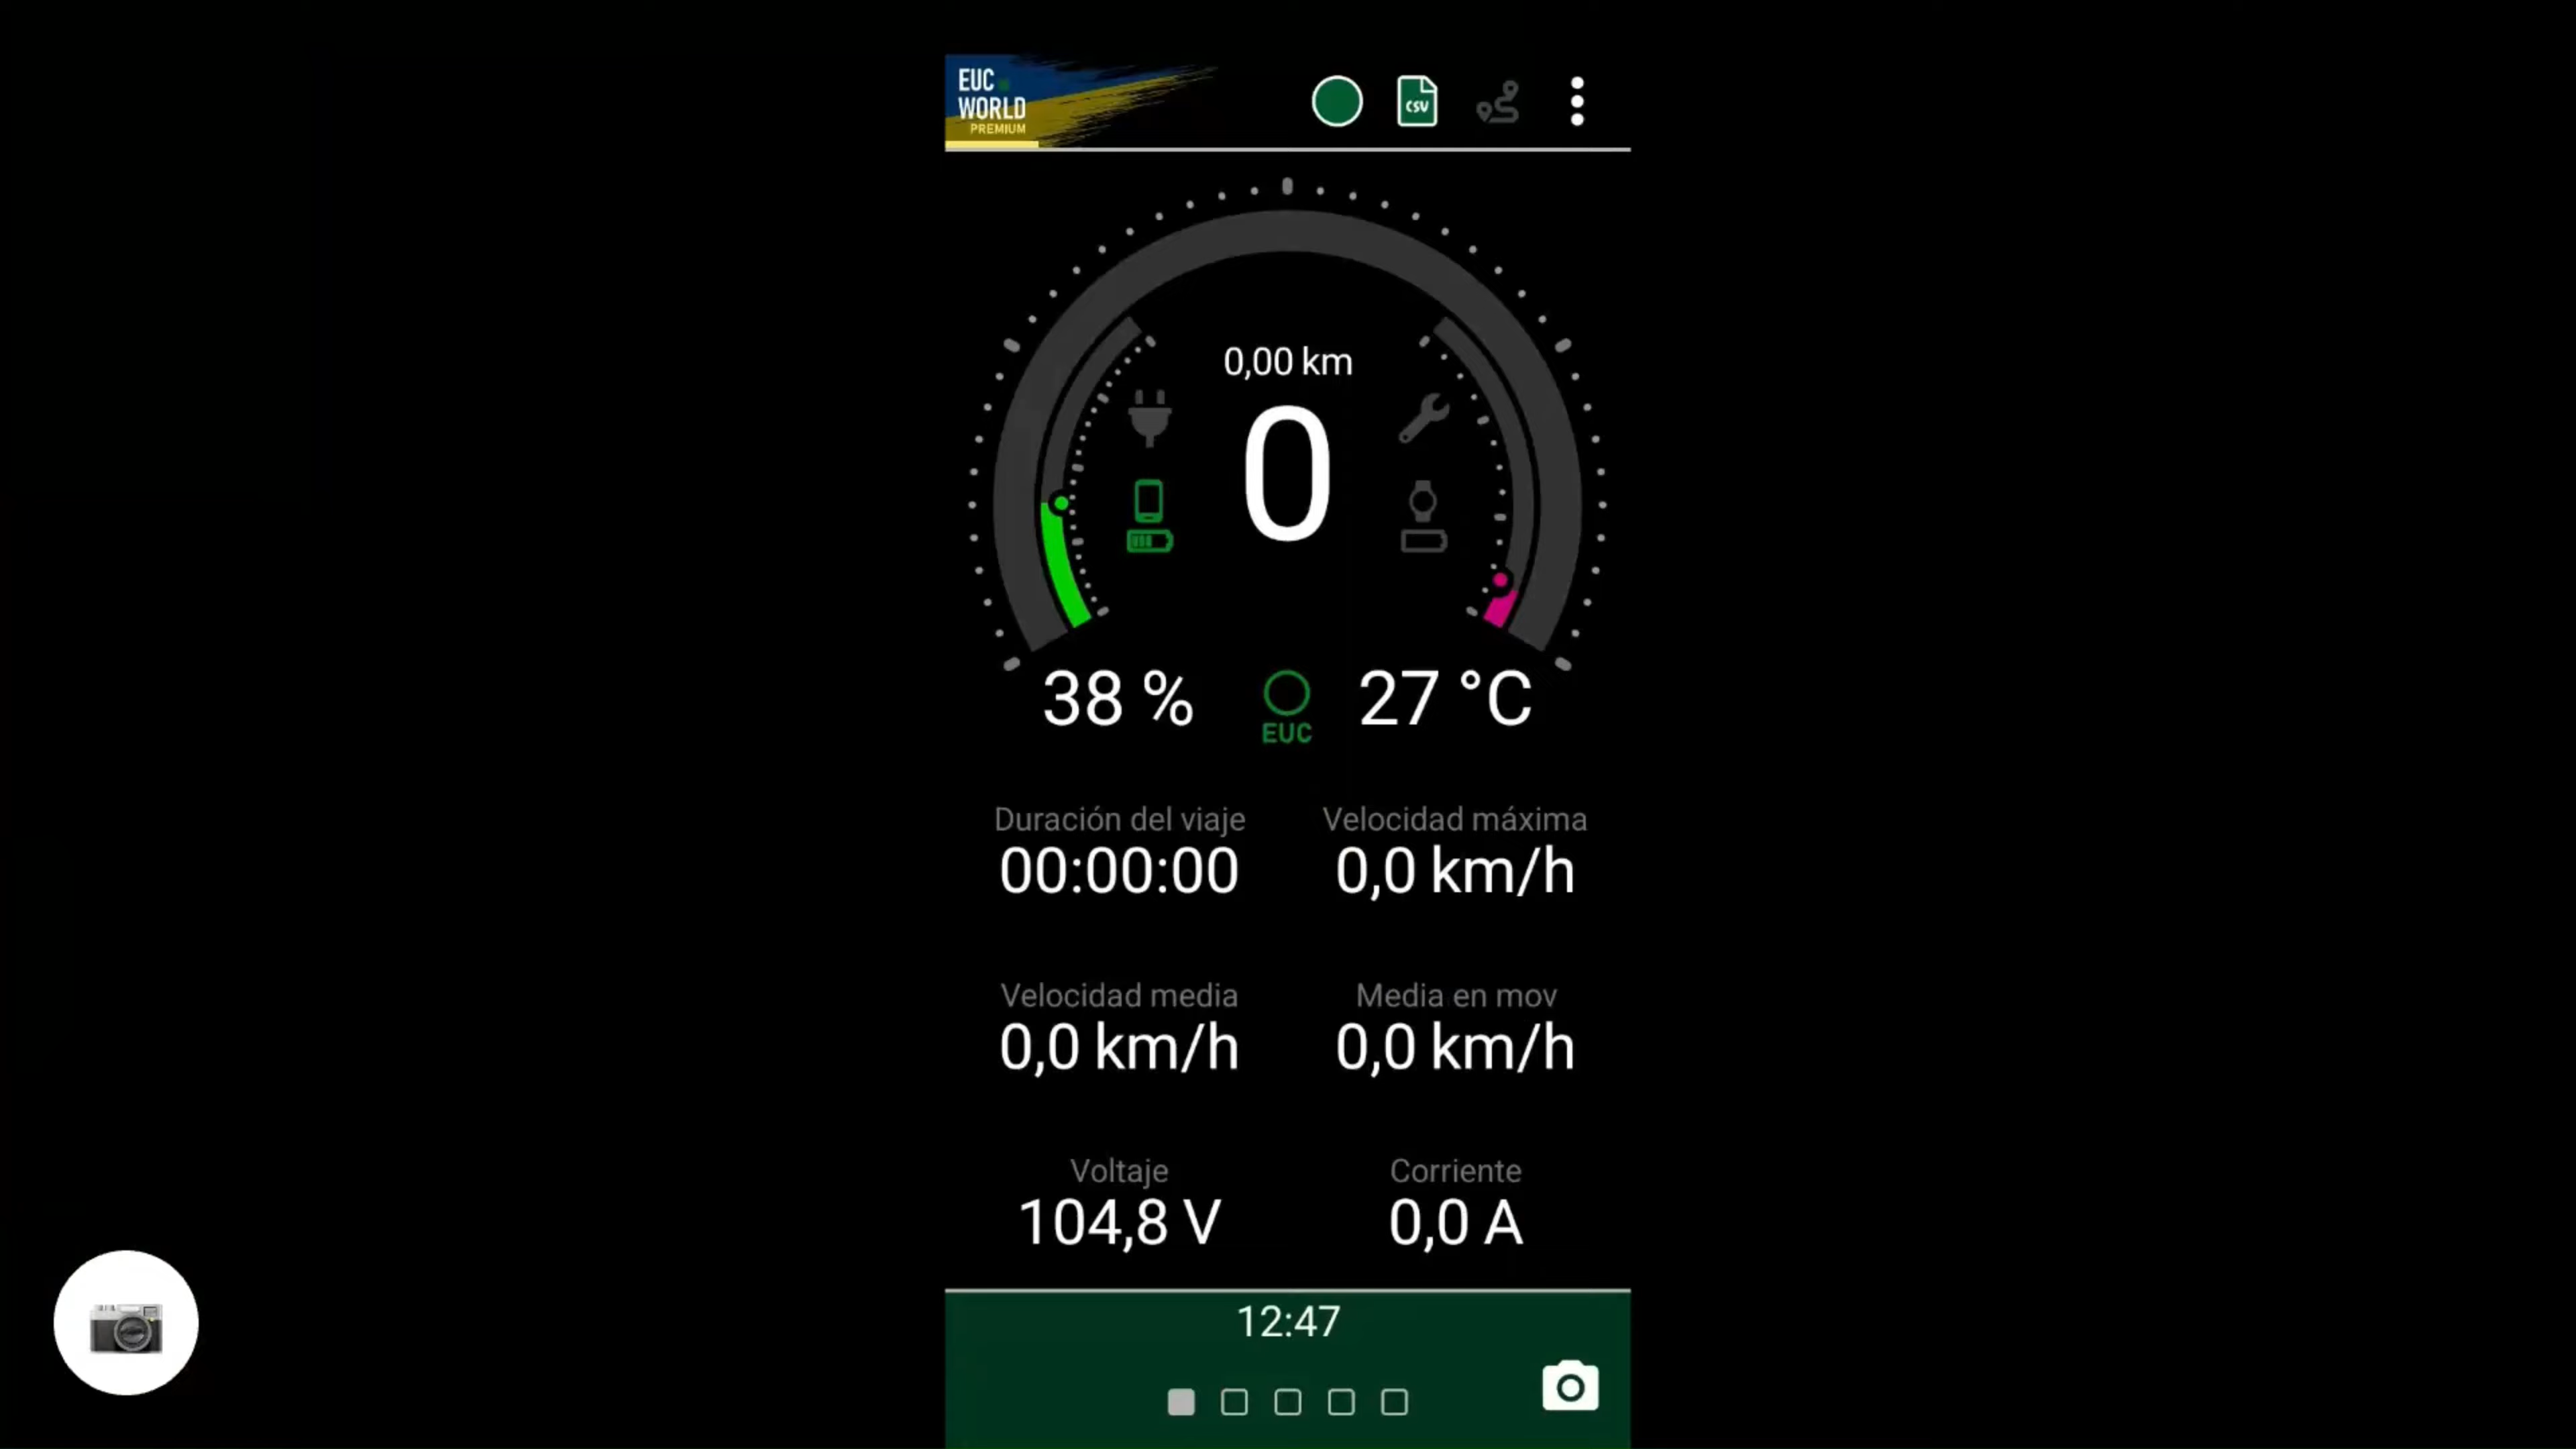 EUC
WORLD
PREMIUM
CSV
0,00 km
0
38 %
EUC
27 °C
Duración del viaje
Velocidad máxima
00:00:00
0,0 km/h
Velocidad media
Media en mov
0,0 km/h
0,0 km/h
Voltaje
Corriente
104,8 V
0,0 A
12:47